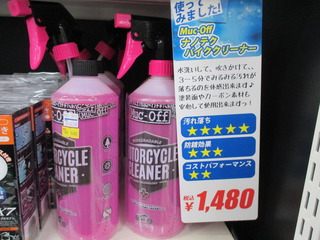 使って
みました!
Muc-Off
ナノテク
バイククリーナー
水洗いして、吹きかけて、
3~5分でみるみる汚れが
落ちるのを体感出来ます♪
塗装面やカーボン素材も
安心して使用出来ます!
汚れ落ち
★★★★★
防錆効果
★★★
コストパフォーマンス
★★
税込
¥1,480
Muc-Off
BIODEGRADABLE
MOTORCYCLE
CLEANER
Muc-Off
MOTORCYCLE
CLEANER